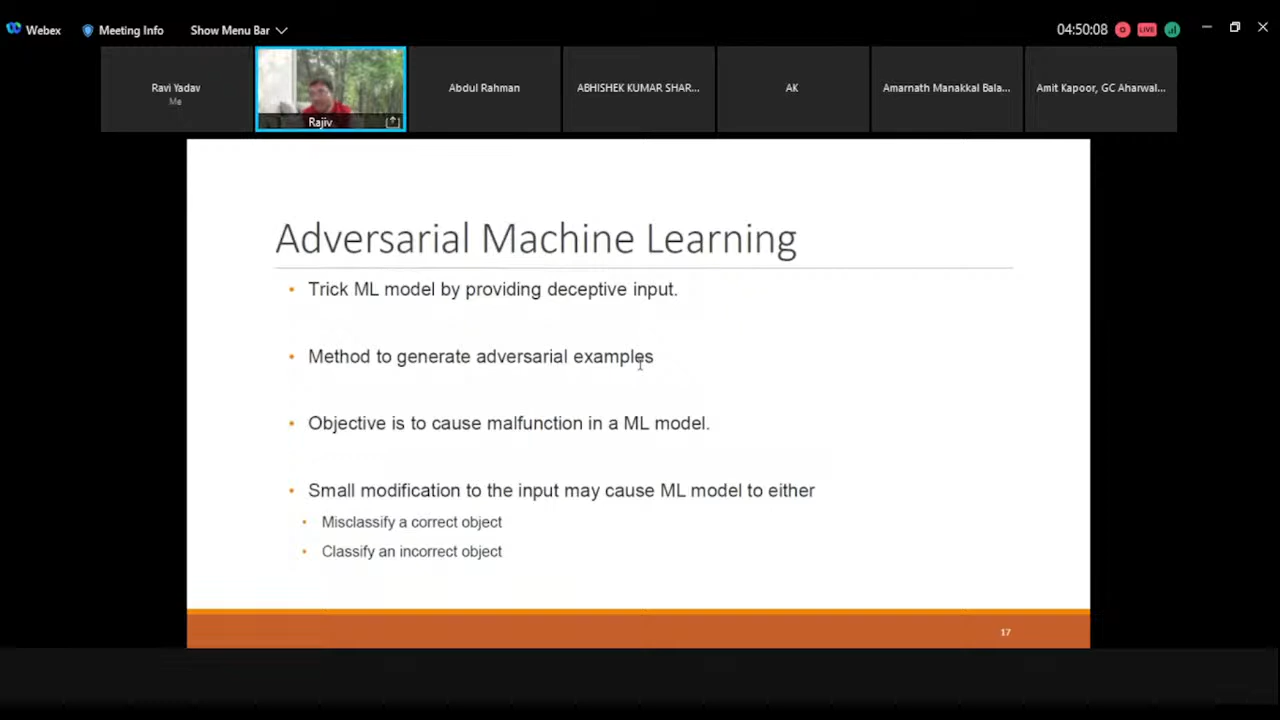 Webex
Meeting Info
Show Menu Bar
04:50:08
LIVE
Ravi Yadav
Me
Rajiv
Abdul Rahman
ABHISHEK KUMAR SHAR...
AK
Amarnath Manakkal Bala...
Amit Kapoor, GC Aharwal...
Adversarial Machine Learning
• Trick ML model by providing deceptive input.
• Method to generate adversarial examples
• Objective is to cause malfunction in a ML model.
• Small modification to the input may cause ML model to either
• Misclassify a correct object
• Classify an incorrect object
17